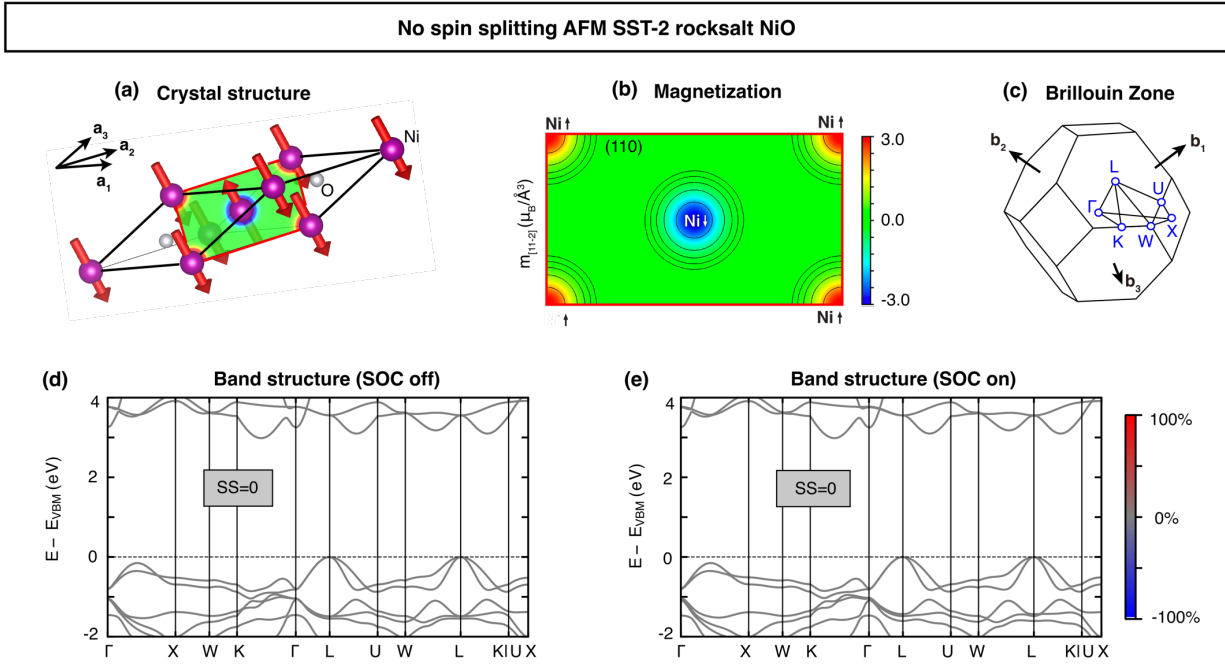 No spin splitting AFM SST-2 rocksalt NiO
(a) Crystal structure
a3
a2
a1
Ni
O
(b) Magnetization
Ni↑ Ni↑
(110)
m[11-2] (μB/Å3)
Ni↓
↑ Ni↑
3.0
0.0
-3.0
(c) Brillouin Zone
b2
b1
L
U
Γ
X
K W
b3
(d) Band structure (SOC off)
E − EVBM (eV)
4
2
0
-2
SS=0
Γ X W K Γ L U W L K|U X
(e) Band structure (SOC on)
E − EVBM (eV)
4
2
0
-2
SS=0
Γ X W K Γ L U W L K|U X
100%
0%
-100%